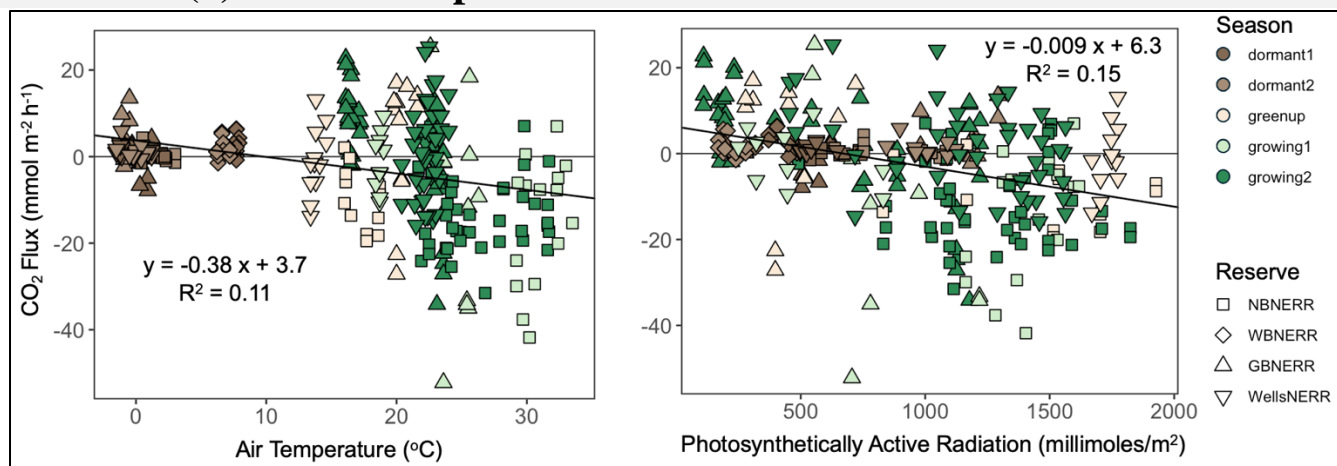 CO2 Flux (mmol m⁻² h⁻¹)
20
0
-20
-40
y = -0.38 x + 3.7
R² = 0.11
0
10
20
30
Air Temperature (ºC)
20
0
-20
-40
y = -0.009 x + 6.3
R² = 0.15
500
1000
1500
2000
Photosynthetically Active Radiation (millimoles/m²)
Season
dormant1
dormant2
greenup
growing1
growing2
Reserve
NBNERR
WBNERR
GBNERR
WellsNERR